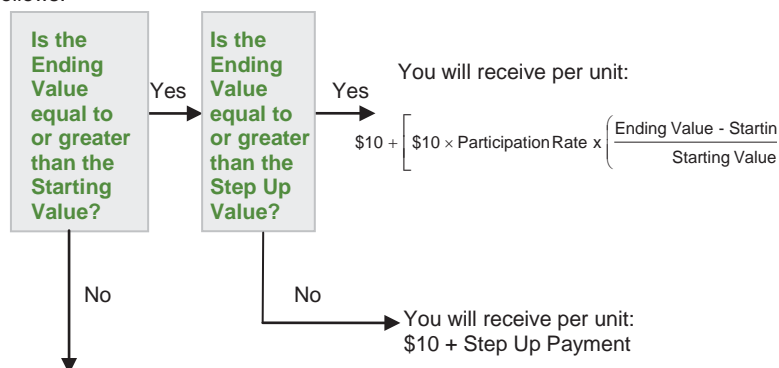 Is the
Ending
Value
equal to
or greater
than the
Starting
Value?
Yes
Is the
Ending
Value
equal to
or greater
than the
Step Up
Value?
Yes
You will receive per unit:
$10 + [ $10 × Participation Rate x ( Ending Value -
Starting Value
No
No
You will receive per unit:
$10 + Step Up Payment